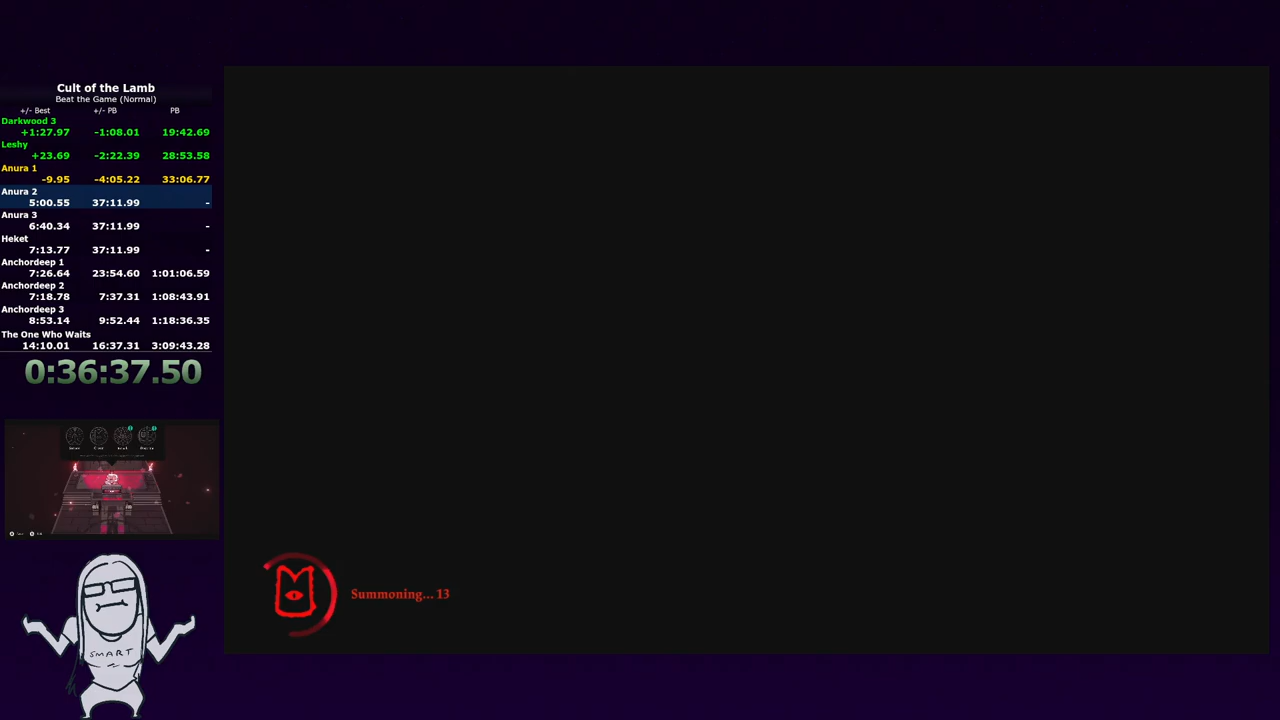 Cult of the Lamb
Beat the Game (Normal)
+/- Best +/- PB PB
Darkwood 3
+1:27.97 -1:08.01 19:42.69
Leshy
+23.69 -2:22.39 28:53.58
Anura 1
-9.95 -4:05.22 33:06.77
Anura 2
5:00.55 37:11.99 -
Anura 3
6:40.34 37:11.99 -
Heket
7:13.77 37:11.99 -
Anchordeep 1
7:26.64 23:54.60 1:01:06.59
Anchordeep 2
7:18.78 7:37.31 1:08:43.91
Anchordeep 3
8:53.14 9:52.44 1:18:36.35
The One Who Waits
14:10.01 16:37.31 3:09:43.28
0:36:37.50
SMART
Summoning... 13